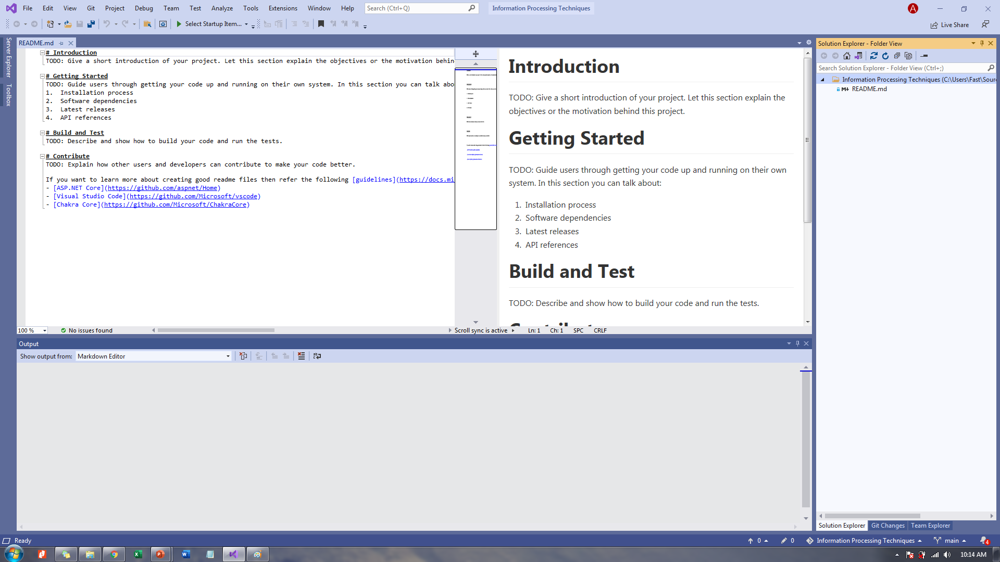 File Edit View Git Project Debug Team Test Analyze Tools Extensions Window Help Search (Ctrl+Q) Information Processing Techniques A
Select Startup Item... Live Share
Server Explorer
Toolbox
README.md
# Introduction
TODO: Give a short introduction of your project. Let this section explain the objectives or the motivation behin
# Getting Started
TODO: Guide users through getting your code up and running on their own system. In this section you can talk abo
1. Installation process
2. Software dependencies
3. Latest releases
4. API references
# Build and Test
TODO: Describe and show how to build your code and run the tests.
# Contribute
TODO: Explain how other users and developers can contribute to make your code better.
If you want to learn more about creating good readme files then refer the following [guidelines](https://docs.mi
- [ASP.NET Core](https://github.com/aspnet/Home)
- [Visual Studio Code](https://github.com/Microsoft/vscode)
- [Chakra Core](https://github.com/Microsoft/ChakraCore)
Introduction
TODO: Give a short introduction of your project. Let this section explain the
objectives or the motivation behind this project.
Getting Started
TODO: Guide users through getting your code up and running on their own
system. In this section you can talk about:
1. Installation process
2. Software dependencies
3. Latest releases
4. API references
Build and Test
TODO: Describe and show how to build your code and run the tests.
Contribute
100 % No issues found Scroll sync is active Ln: 1 Ch: 1 SPC CRLF
Output
Show output from: Markdown Editor
Solution Explorer - Folder View
Search Solution Explorer - Folder View (Ctrl+;)
Information Processing Techniques (C:\Users\Fast\Sour
M+ README.md
Solution Explorer Git Changes Team Explorer
Ready 0 0 Information Processing Techniques main 4
10:14 AM